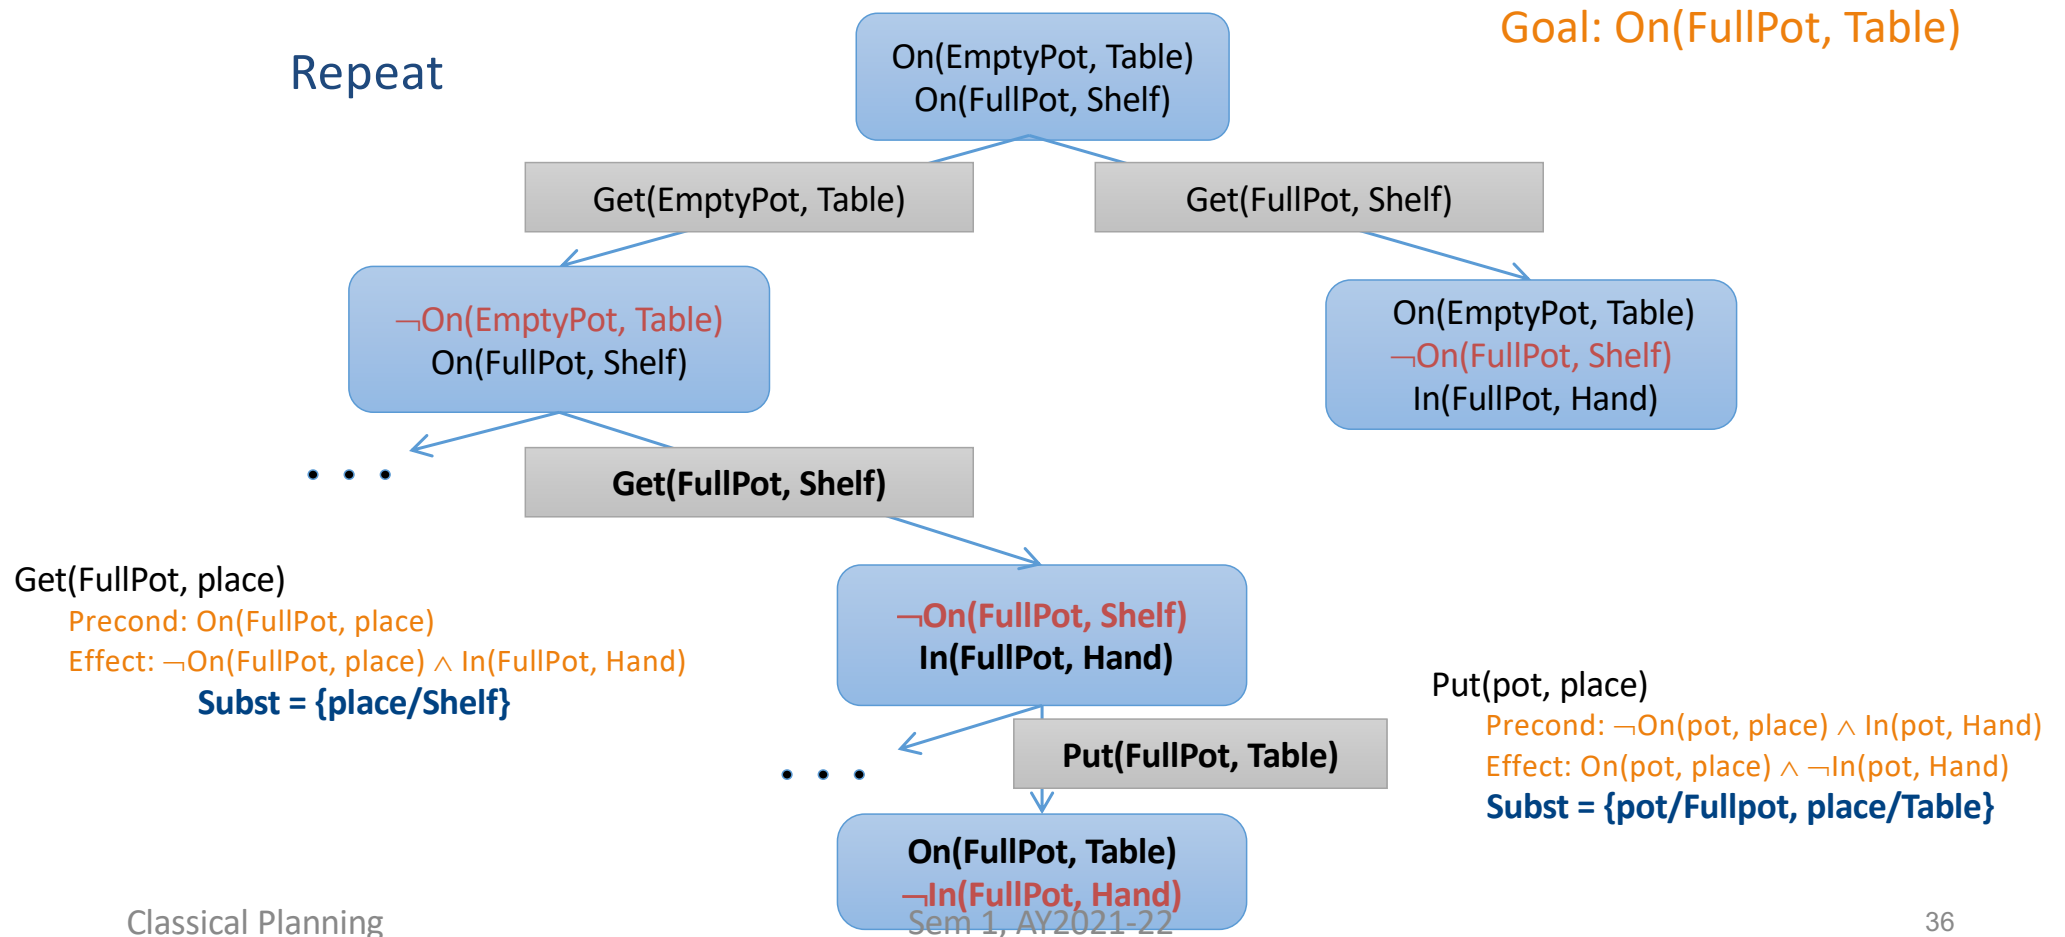 Goal: On(FullPot, Table)
Repeat
On(EmptyPot, Table)
On(FullPot, Shelf)
Get(EmptyPot, Table)
Get(FullPot, Shelf)
¬On(EmptyPot, Table)
On(FullPot, Shelf)
On(EmptyPot, Table)
¬On(FullPot, Shelf)
In(FullPot, Hand)
. . .
Get(FullPot, Shelf)
Get(FullPot, place)
Precond: On(FullPot, place)
Effect: ¬On(FullPot, place) ∧ In(FullPot, Hand)
Subst = {place/Shelf}
¬On(FullPot, Shelf)
In(FullPot, Hand)
Put(pot, place)
Precond: ¬On(pot, place) ∧ In(pot, Hand)
Effect: On(pot, place) ∧ ¬In(pot, Hand)
Subst = {pot/Fullpot, place/Table}
. . .
Put(FullPot, Table)
On(FullPot, Table)
¬In(FullPot, Hand)
Classical Planning
Sem 1, AY2021-22
36